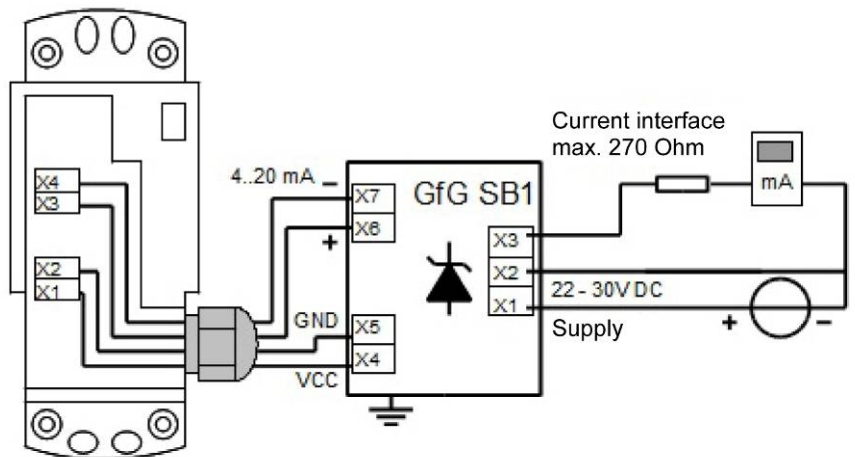 Current interface
max. 270 Ohm
mA
4..20 mA –
GfG SB1
X4
X3
X7
X6
+
X3
X2
X1
X2
X1
22 - 30V DC
Supply
+
–
GND
VCC
X5
X4